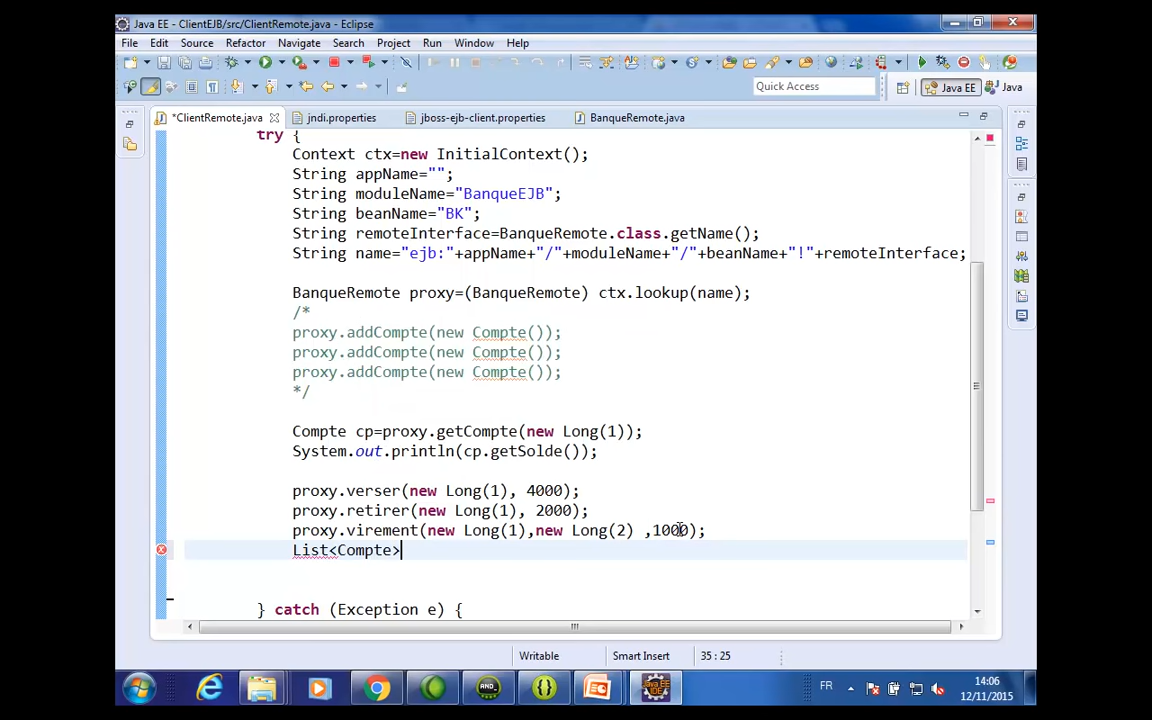 Java EE - ClientEJB/src/ClientRemote.java - Eclipse
File Edit Source Refactor Navigate Search Project Run Window Help
Quick Access
Java EE
Java
*ClientRemote.java
jndi.properties
jboss-ejb-client.properties
BanqueRemote.java
try {
Context ctx=new InitialContext();
String appName="";
String moduleName="BanqueEJB";
String beanName="BK";
String remoteInterface=BanqueRemote.class.getName();
String name="ejb:"+appName+"/"+moduleName+"/"+beanName+"!"+remoteInterface;
BanqueRemote proxy=(BanqueRemote) ctx.lookup(name);
/*
proxy.addCompte(new Compte());
proxy.addCompte(new Compte());
proxy.addCompte(new Compte());
*/
Compte cp=proxy.getCompte(new Long(1));
System.out.println(cp.getSolde());
proxy.verser(new Long(1), 4000);
proxy.retirer(new Long(1), 2000);
proxy.virement(new Long(1),new Long(2) ,1000);
List<Compte>
} catch (Exception e) {
Writable
Smart Insert
35 : 25
FR
14:06
12/11/2015